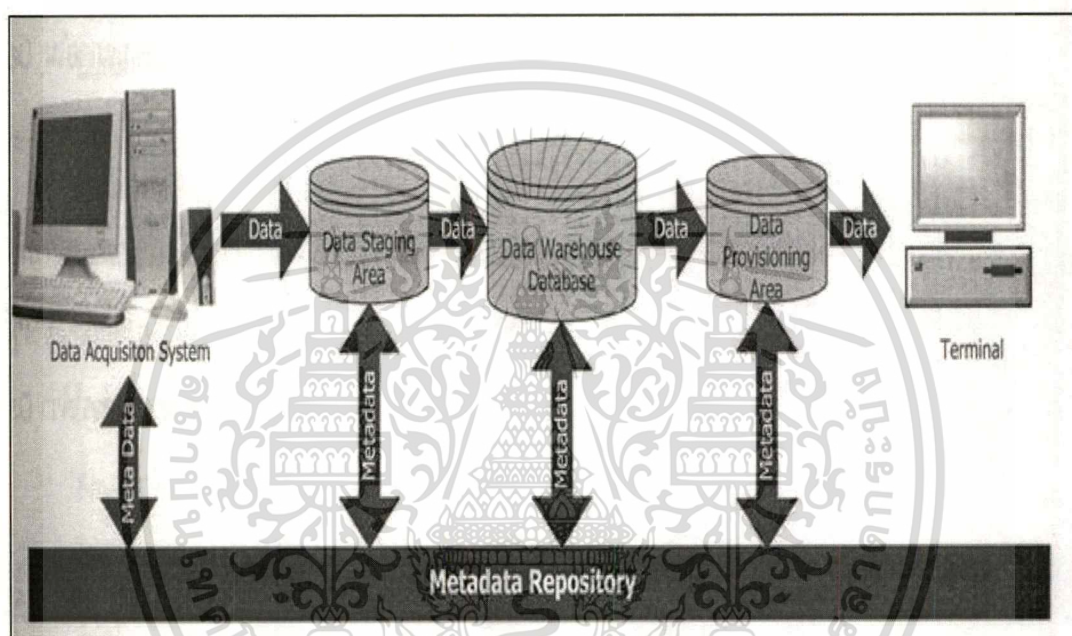 Data
Data
Data
Data
Data Staging
Area
Data Warehouse
Database
Data
Provisioning
Area
Data Acquisiton System
Terminal
Meta Data
Metadata
Metadata
Metadata
Metadata Repository